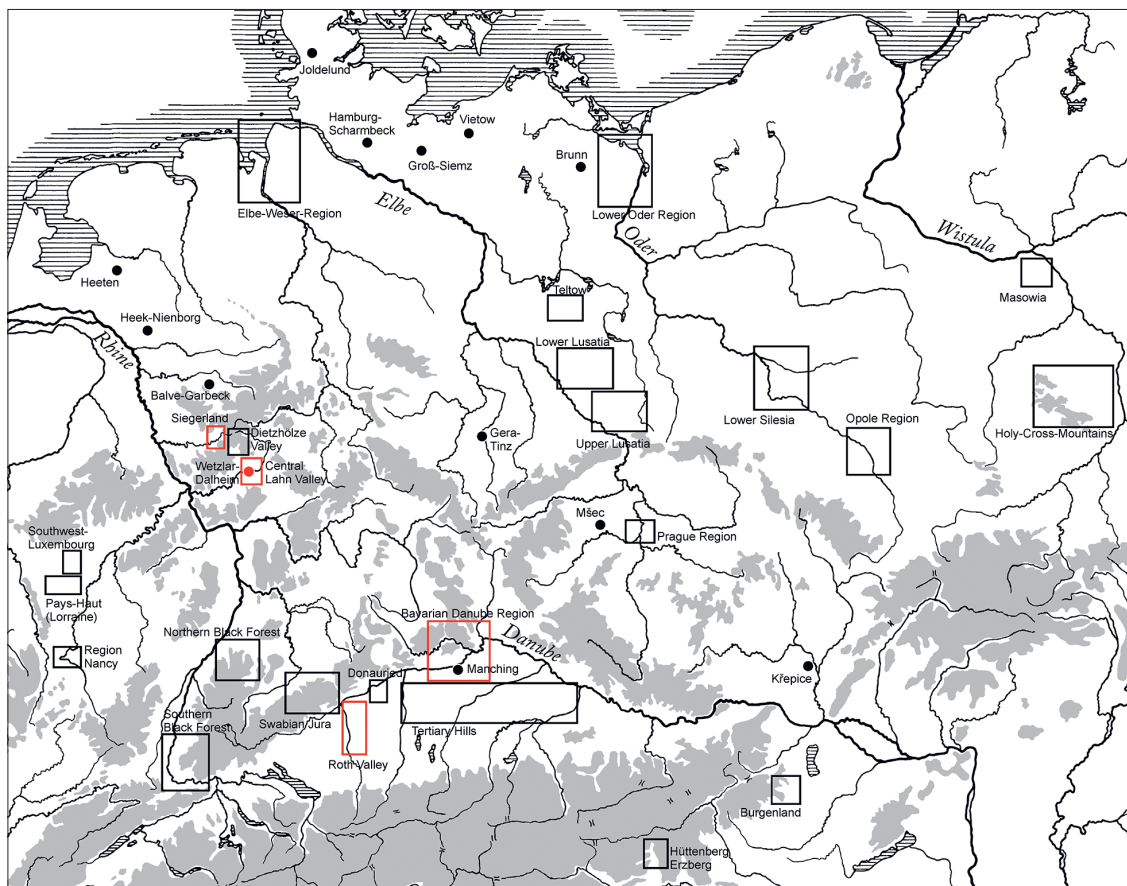 Joldelund
Hamburg-
Scharmbeck
Vietow
Groß-Siemz
Brunn
Elbe-Weser-Region
Elbe
Lower Oder Region
Oder
Wistula
Heeten
Teltow
Masowia
Heek-Nienborg
Rhine
Lower Lusatia
Balve-Garbeck
Siegerland
Dietzhölze
Valley
Gera-
Tinz
Upper Lusatia
Lower Silesia
Opole Region
Holy-Cross-Mountains
Wetzlar-
Dalheim
Central
Lahn Valley
Mšec
Prague Region
Southwest-
Luxembourg
Pays-Haut
(Lorraine)
Bavarian Danube Region
Danube
Northern Black Forest
Region
Nancy
Manching
Donauried
Křepice
Southern
Black Forest
Swabian Jura
Tertiary Hills
Roth Valley
Burgenland
Hüttenberg
Erzberg